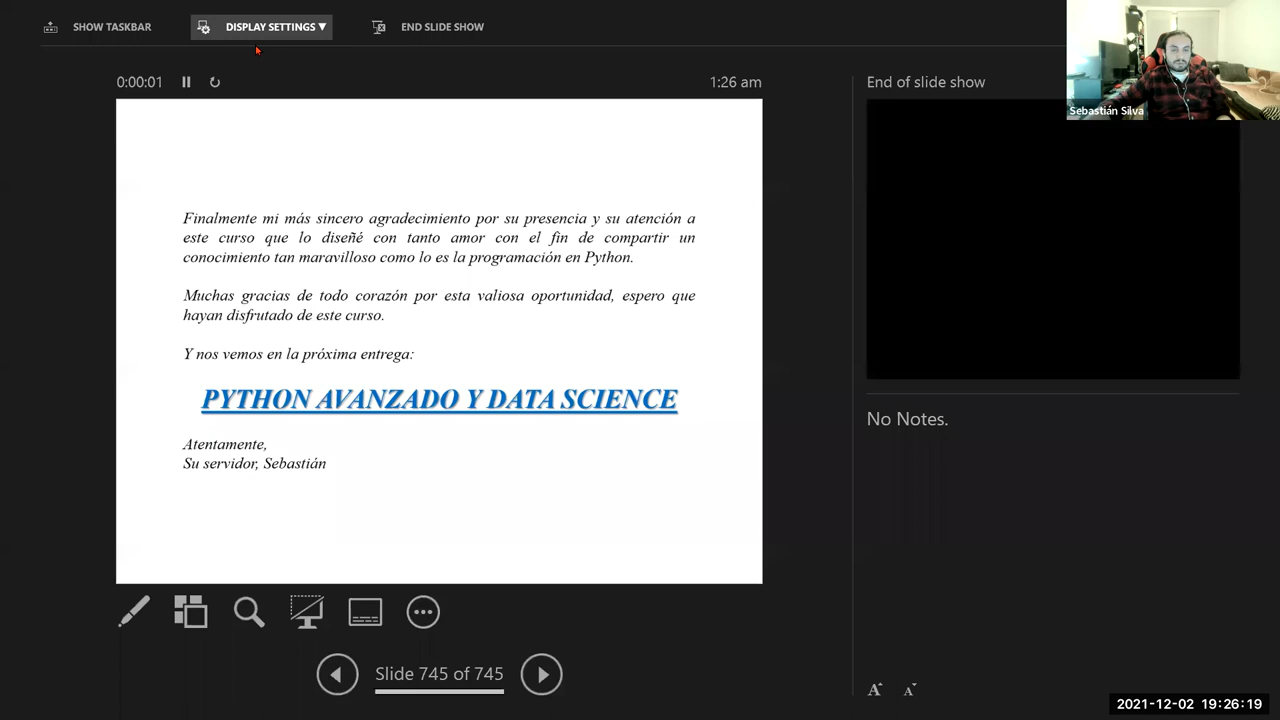 SHOW TASKBAR
DISPLAY SETTINGS ▼
END SLIDE SHOW
0:00:01
1:26 am
End of slide show
Sebastián Silva
Finalmente mi más sincero agradecimiento por su presencia y su atención a
este curso que lo diseñé con tanto amor con el fin de compartir un
conocimiento tan maravilloso como lo es la programación en Python.
Muchas gracias de todo corazón por esta valiosa oportunidad, espero que
hayan disfrutado de este curso.
Y nos vemos en la próxima entrega:
PYTHON AVANZADO Y DATA SCIENCE
Atentamente,
Su servidor, Sebastián
No Notes.
Slide 745 of 745
A A
2021-12-02 19:26:19